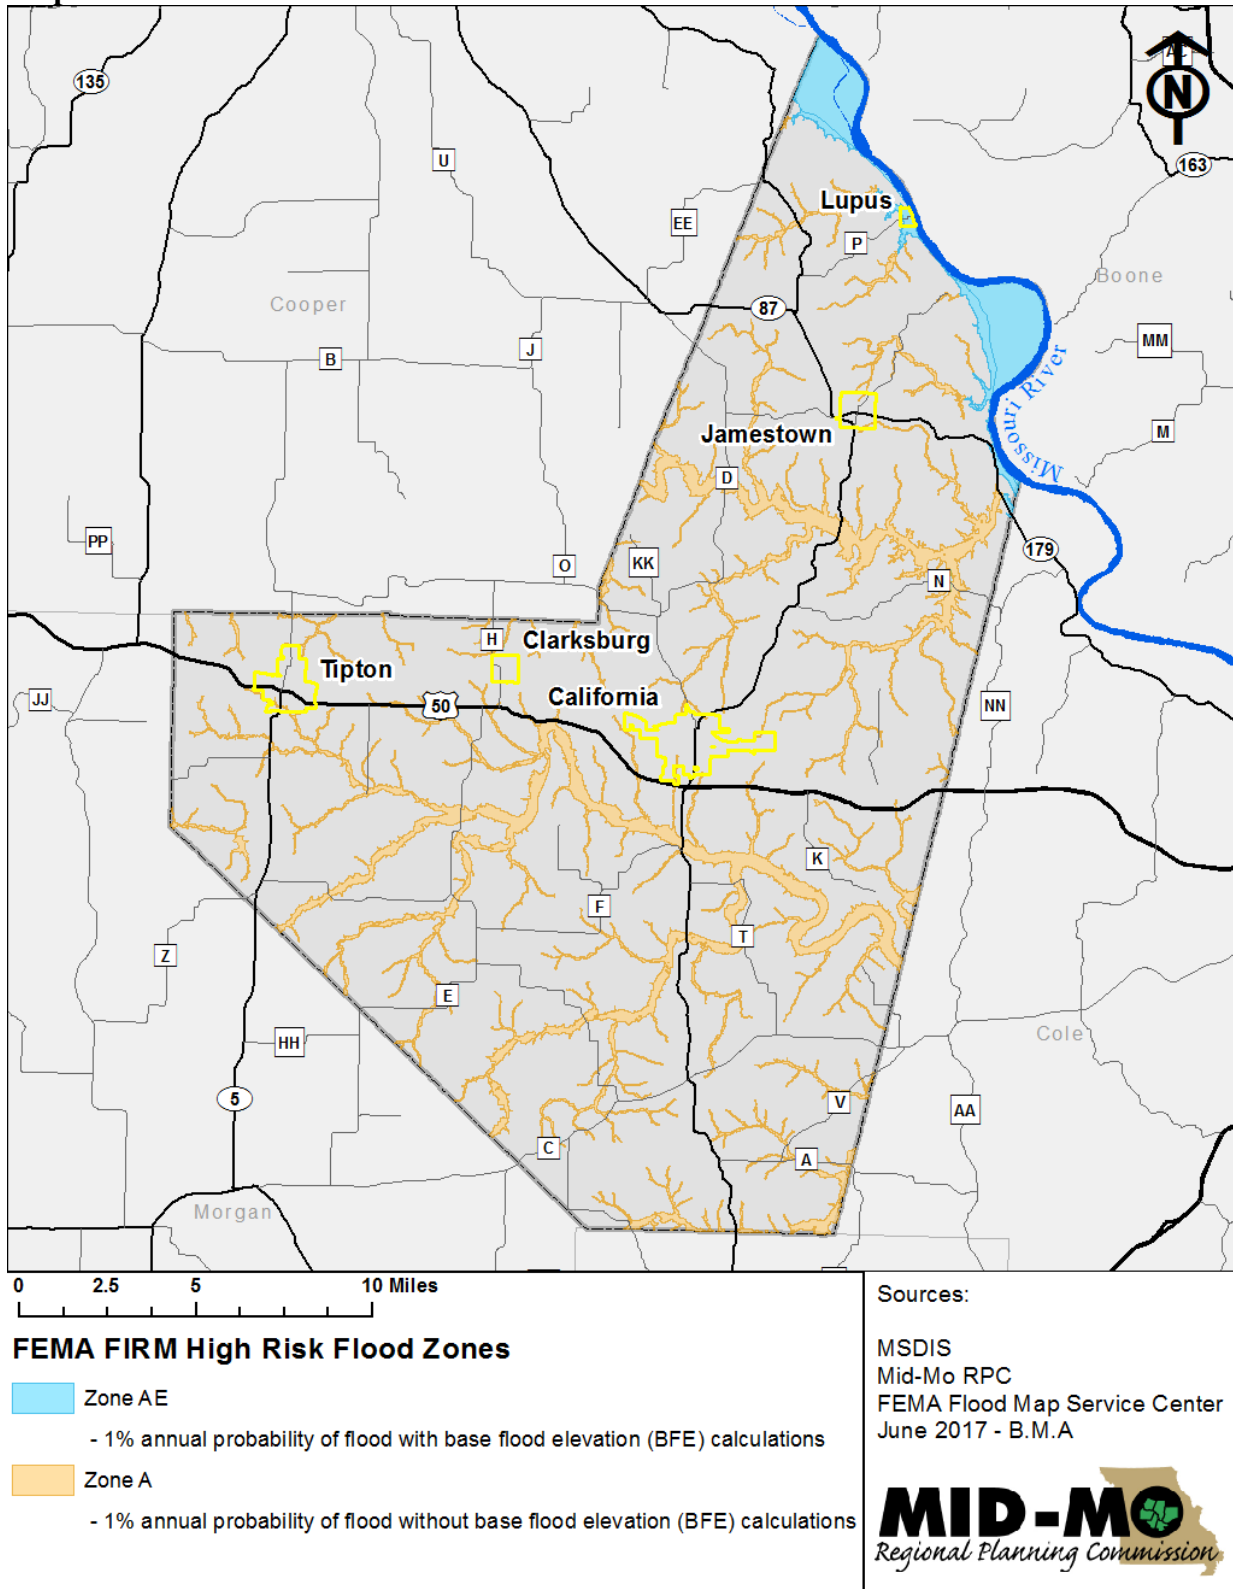 135
AC
N
163
U
EE
Lupus
P
Boone
Cooper
87
B
J
MM
Missouri River
M
Jamestown
D
PP
O
KK
179
N
H
Clarksburg
Tipton
California
JJ
50
NN
K
F
T
Z
E
HH
Cole
5
V
AA
C
A
Morgan
0 2.5 5 10 Miles
FEMA FIRM High Risk Flood Zones
Zone AE
- 1% annual probability of flood with base flood elevation (BFE) calculations
Zone A
- 1% annual probability of flood without base flood elevation (BFE) calculations
Sources:
MSDIS
Mid-Mo RPC
FEMA Flood Map Service Center
June 2017 - B.M.A
MID-MO
Regional Planning Commission